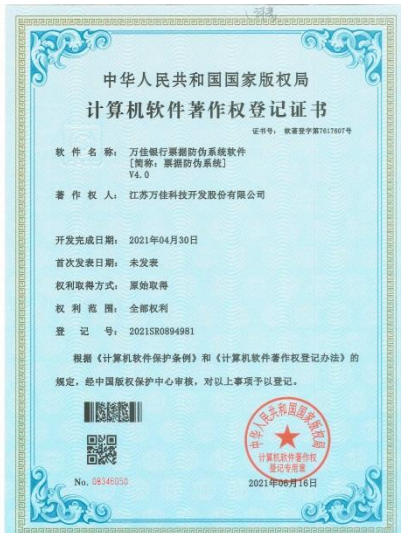 中华人民共和国国家版权局
计算机软件著作权登记证书
证书号： 软著登字第7617607号
软件名称： 万佳银行票据防伪系统软件
[简称：票据防伪系统]
V4.0
著作权人： 江苏万佳科技开发股份有限公司
开发完成日期： 2021年04月30日
首次发表日期： 未发表
权利取得方式： 原始取得
权利范围： 全部权利
登记号： 2021SR0894981
根据《计算机软件保护条例》和《计算机软件著作权登记办法》的
规定，经中国版权保护中心审核，对以上事项予以登记。
中华人民共和国国家版权局
计算机软件著作权
登记专用章
No. 08346050
2021年06月16日